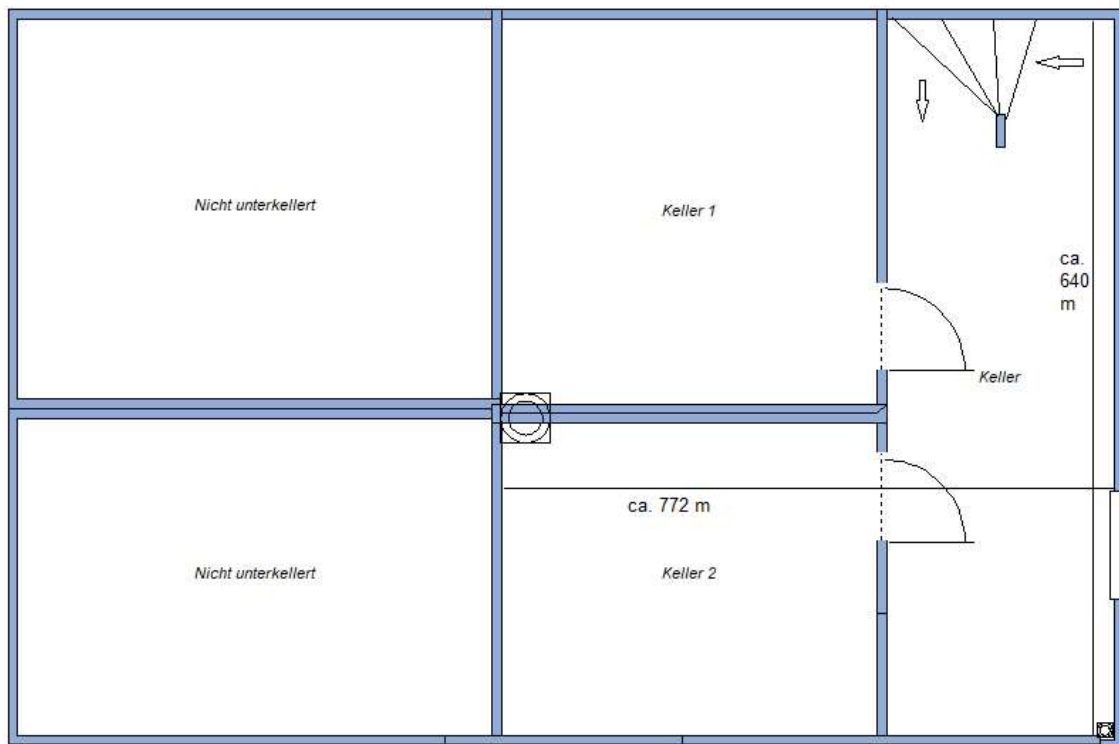 Nicht unterkellert
Keller 1
ca.
640
m
Keller
ca. 772 m
Nicht unterkellert
Keller 2